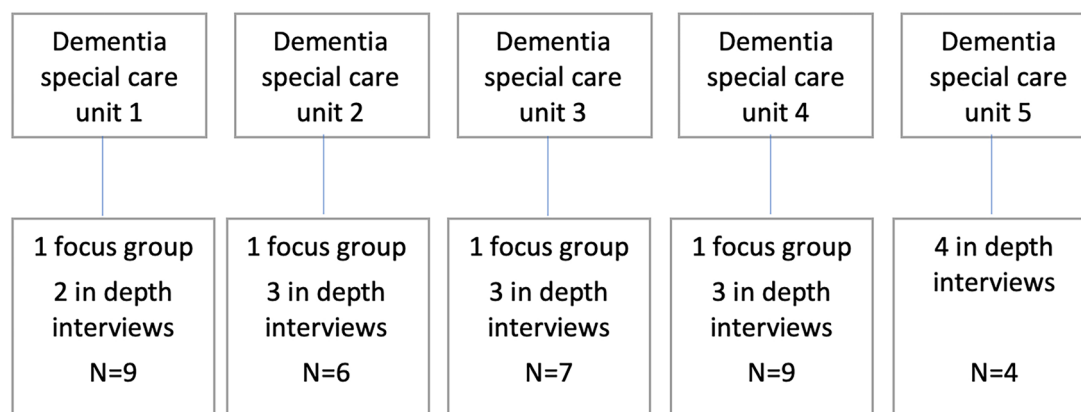 Dementia
special care
unit 1
Dementia
special care
unit 2
Dementia
special care
unit 3
Dementia
special care
unit 4
Dementia
special care
unit 5
1 focus group
2 in depth
interviews
N=9
1 focus group
3 in depth
interviews
N=6
1 focus group
3 in depth
interviews
N=7
1 focus group
3 in depth
interviews
N=9
4 in depth
interviews
N=4